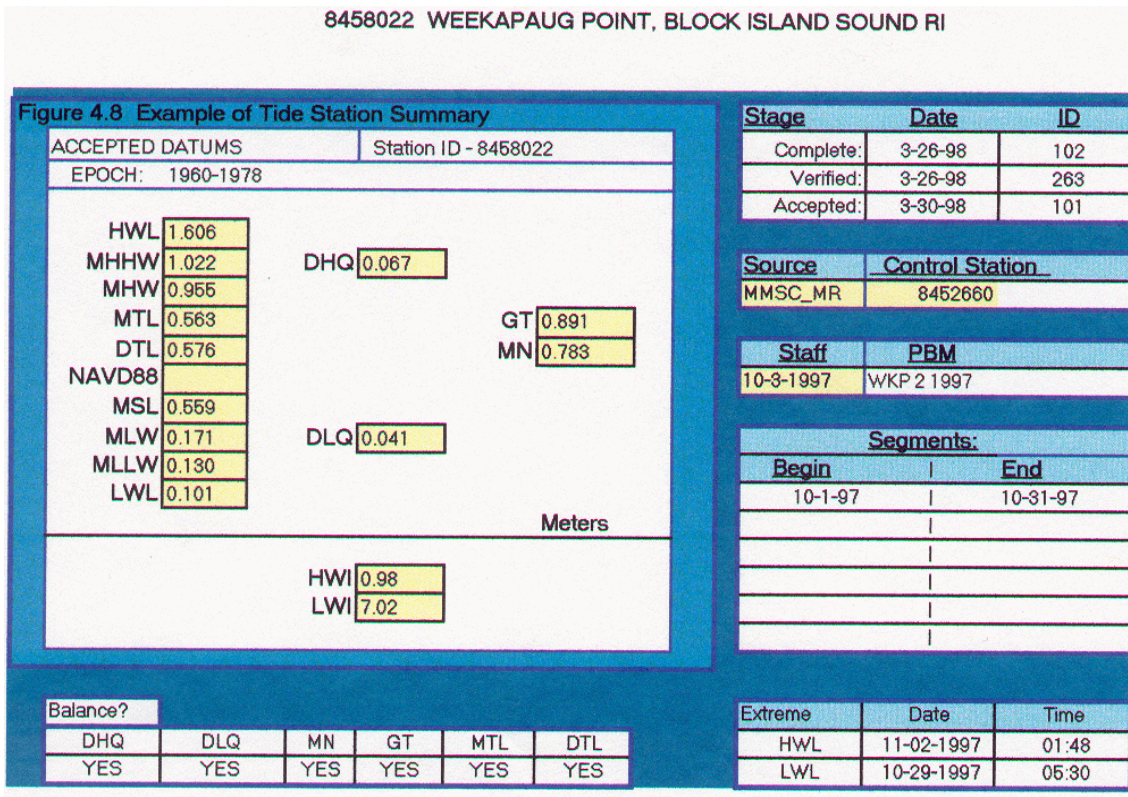 8458022 WEEKAPAUG POINT, BLOCK ISLAND SOUND RI
Figure 4.8 Example of Tide Station Summary
ACCEPTED DATUMS Station ID - 8458022
EPOCH: 1960-1978
HWL 1.606
MHHW 1.022 DHQ 0.067
MHW 0.955
MTL 0.563 GT 0.891
DTL 0.576 MN 0.783
NAVD88
MSL 0.559
MLW 0.171 DLQ 0.041
MLLW 0.130
LWL 0.101
Meters
HWI 0.98
LWI 7.02
Balance?
DHQ DLQ MN GT MTL DTL
YES YES YES YES YES YES
Stage Date ID
Complete: 3-26-98 102
Verified: 3-26-98 263
Accepted: 3-30-98 101
Source Control Station
MMSC_MR 8452660
Staff PBM
10-3-1997 WKP 2 1997
Segments:
Begin | End
10-1-97 | 10-31-97
Extreme Date Time
HWL 11-02-1997 01:48
LWL 10-29-1997 05:30